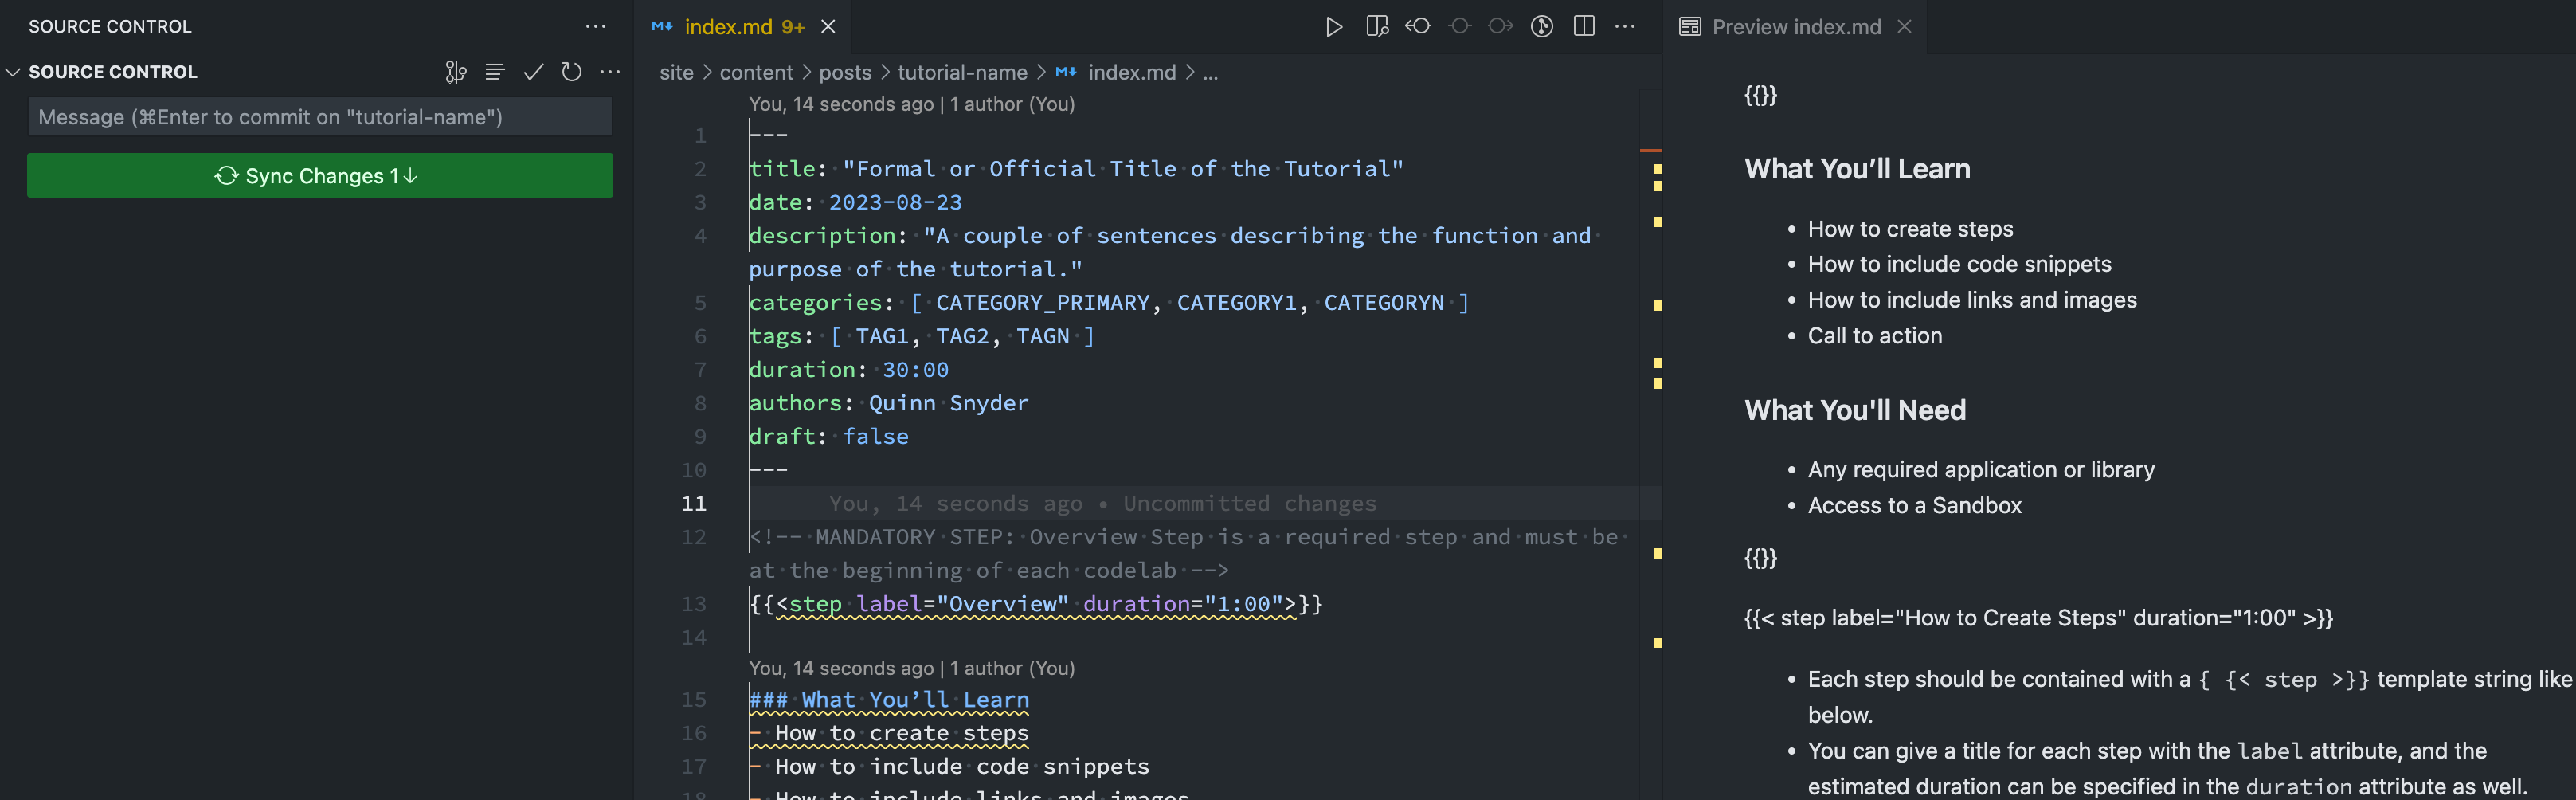 SOURCE CONTROL
SOURCE CONTROL
Message (⌘Enter to commit on "tutorial-name")
Sync Changes 1↓
index.md 9+
site > content > posts > tutorial-name > index.md > ...
You, 14 seconds ago | 1 author (You)
1 ---
2 title: "Formal or Official Title of the Tutorial"
3 date: 2023-08-23
4 description: "A couple of sentences describing the function and
purpose of the tutorial."
5 categories: [ CATEGORY_PRIMARY, CATEGORY1, CATEGORYN ]
6 tags: [ TAG1, TAG2, TAGN ]
7 duration: 30:00
8 authors: Quinn Snyder
9 draft: false
10 ---
11 You, 14 seconds ago • Uncommitted changes
12 <!-- MANDATORY STEP: Overview Step is a required step and must be
at the beginning of each codelab -->
13 {{<step label="Overview" duration="1:00">}}
14
You, 14 seconds ago | 1 author (You)
15 ### What You’ll Learn
16 - How to create steps
17 - How to include code snippets
18 - How to include links and images
Preview index.md
{{}}
What You’ll Learn
• How to create steps
• How to include code snippets
• How to include links and images
• Call to action
What You'll Need
• Any required application or library
• Access to a Sandbox
{{}}
{{< step label="How to Create Steps" duration="1:00" >}}
• Each step should be contained with a { {< step >}} template string like
below.
• You can give a title for each step with the label attribute, and the
estimated duration can be specified in the duration attribute as well.